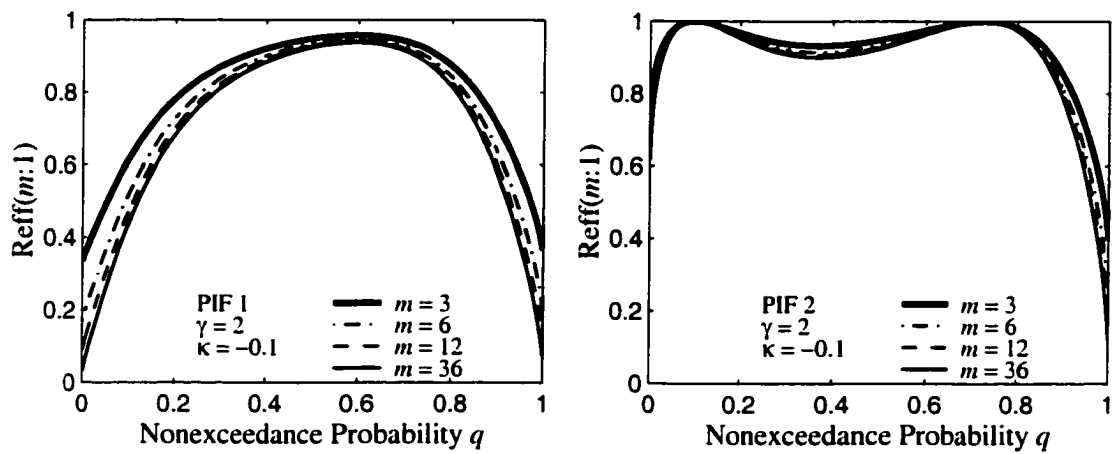 1
0.8
0.6
0.4
0.2
0
Reff(m:1)
PIF 1
γ = 2
κ = −0.1
m = 3
m = 6
m = 12
m = 36
0 0.2 0.4 0.6 0.8 1
Nonexceedance Probability q
1
0.8
0.6
0.4
0.2
0
Reff(m:1)
PIF 2
γ = 2
κ = −0.1
m = 3
m = 6
m = 12
m = 36
0 0.2 0.4 0.6 0.8 1
Nonexceedance Probability q